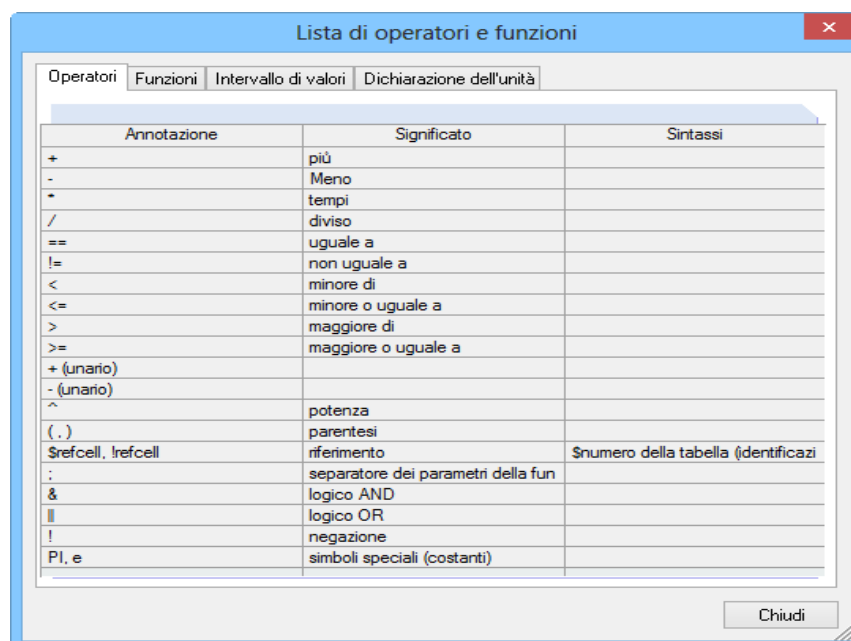 Lista di operatori e funzioni
Operatori Funzioni Intervallo di valori Dichiarazione dell'unità
Annotazione Significato Sintassi
+ più
- Meno
* tempi
/ diviso
== uguale a
!= non uguale a
< minore di
<= minore o uguale a
> maggiore di
>= maggiore o uguale a
+ (unario)
- (unario)
^ potenza
( , ) parentesi
$refcell, !refcell riferimento $numero della tabella (identificazi
; separatore dei parametri della fun
& logico AND
|| logico OR
! negazione
PI, e simboli speciali (costanti)
Chiudi